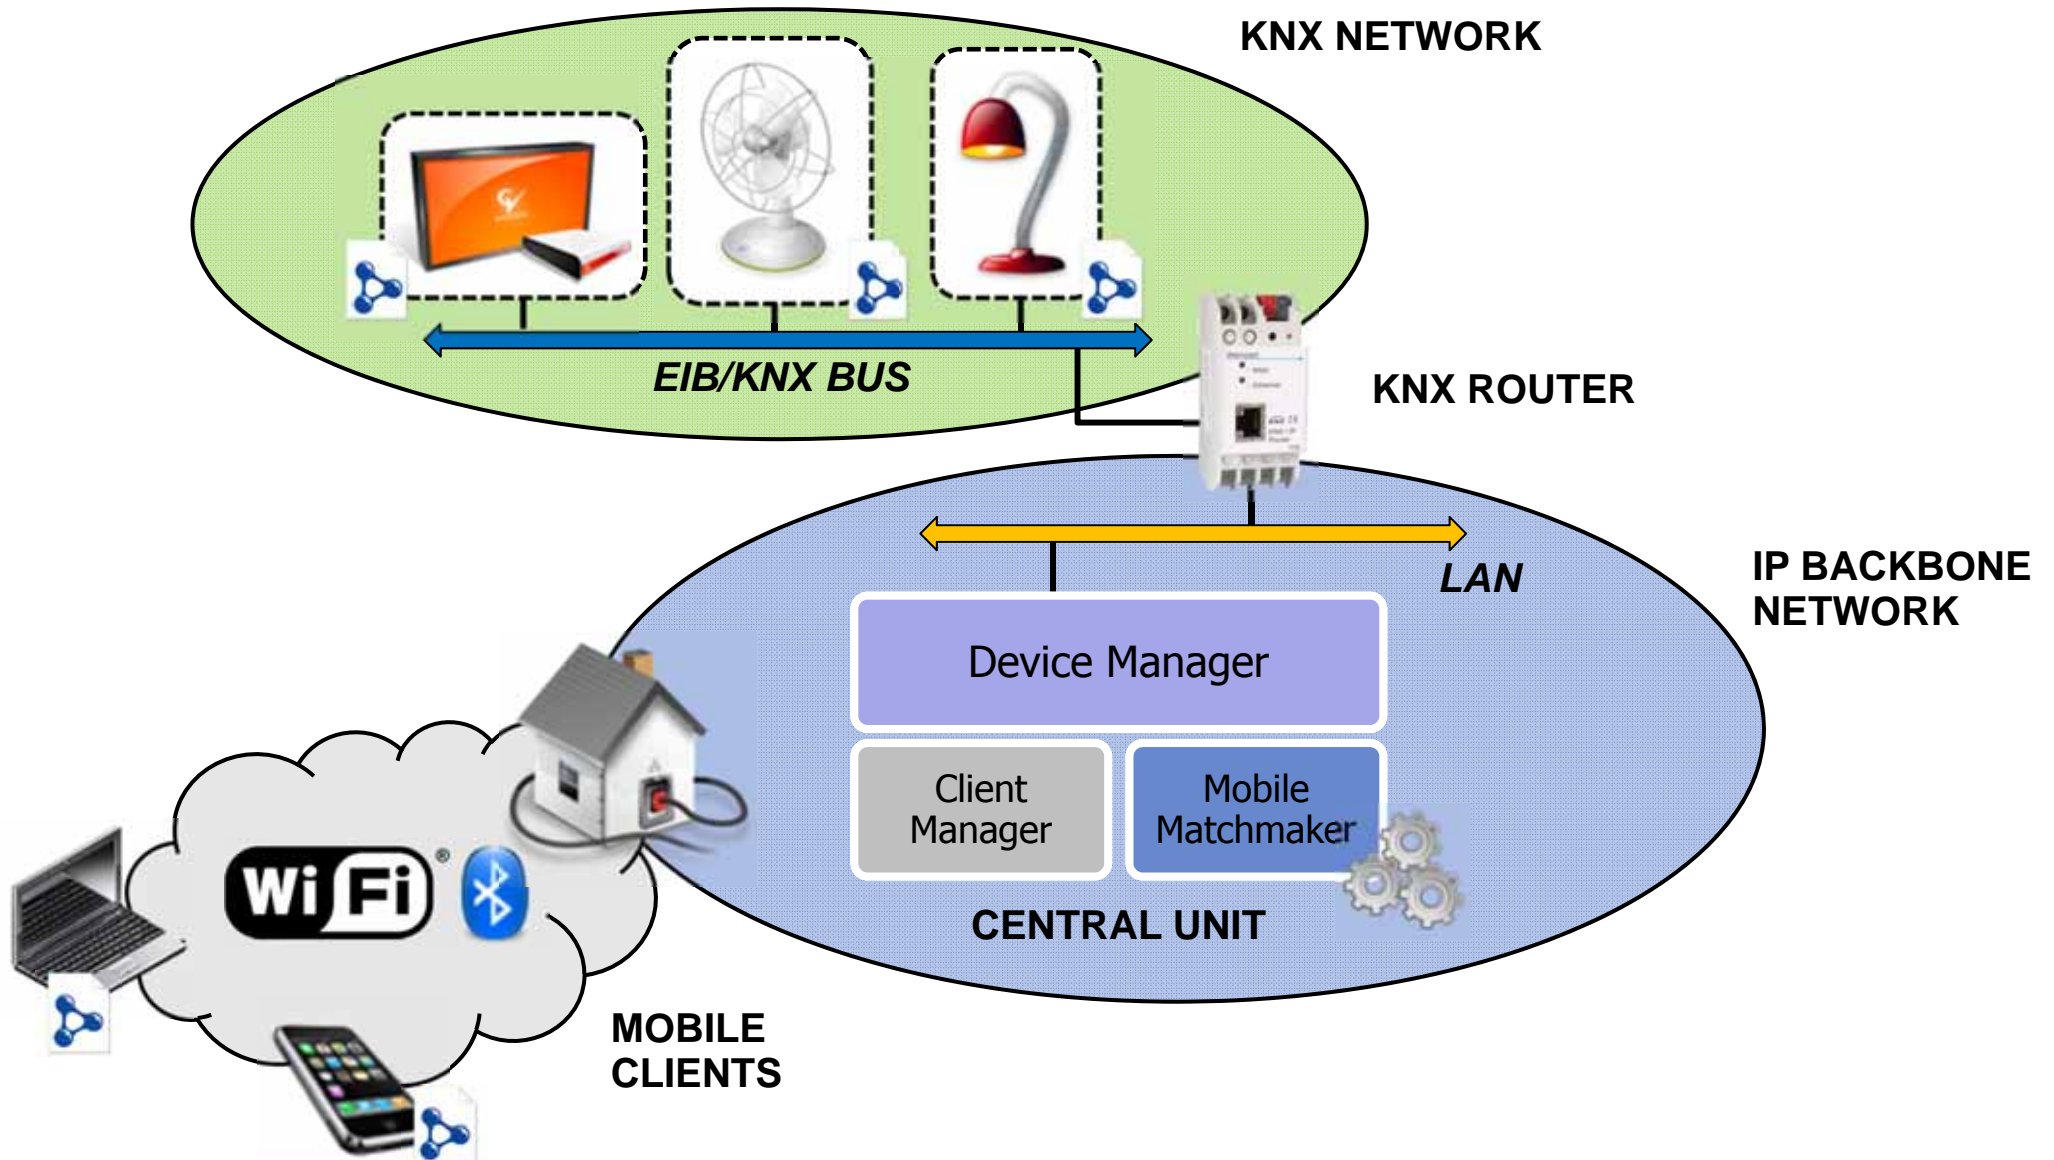 KNX NETWORK
EIB/KNX BUS
KNX ROUTER
LAN
IP BACKBONE
NETWORK
Device Manager
Client
Manager
Mobile
Matchmaker
CENTRAL UNIT
Wi Fi ®
MOBILE
CLIENTS